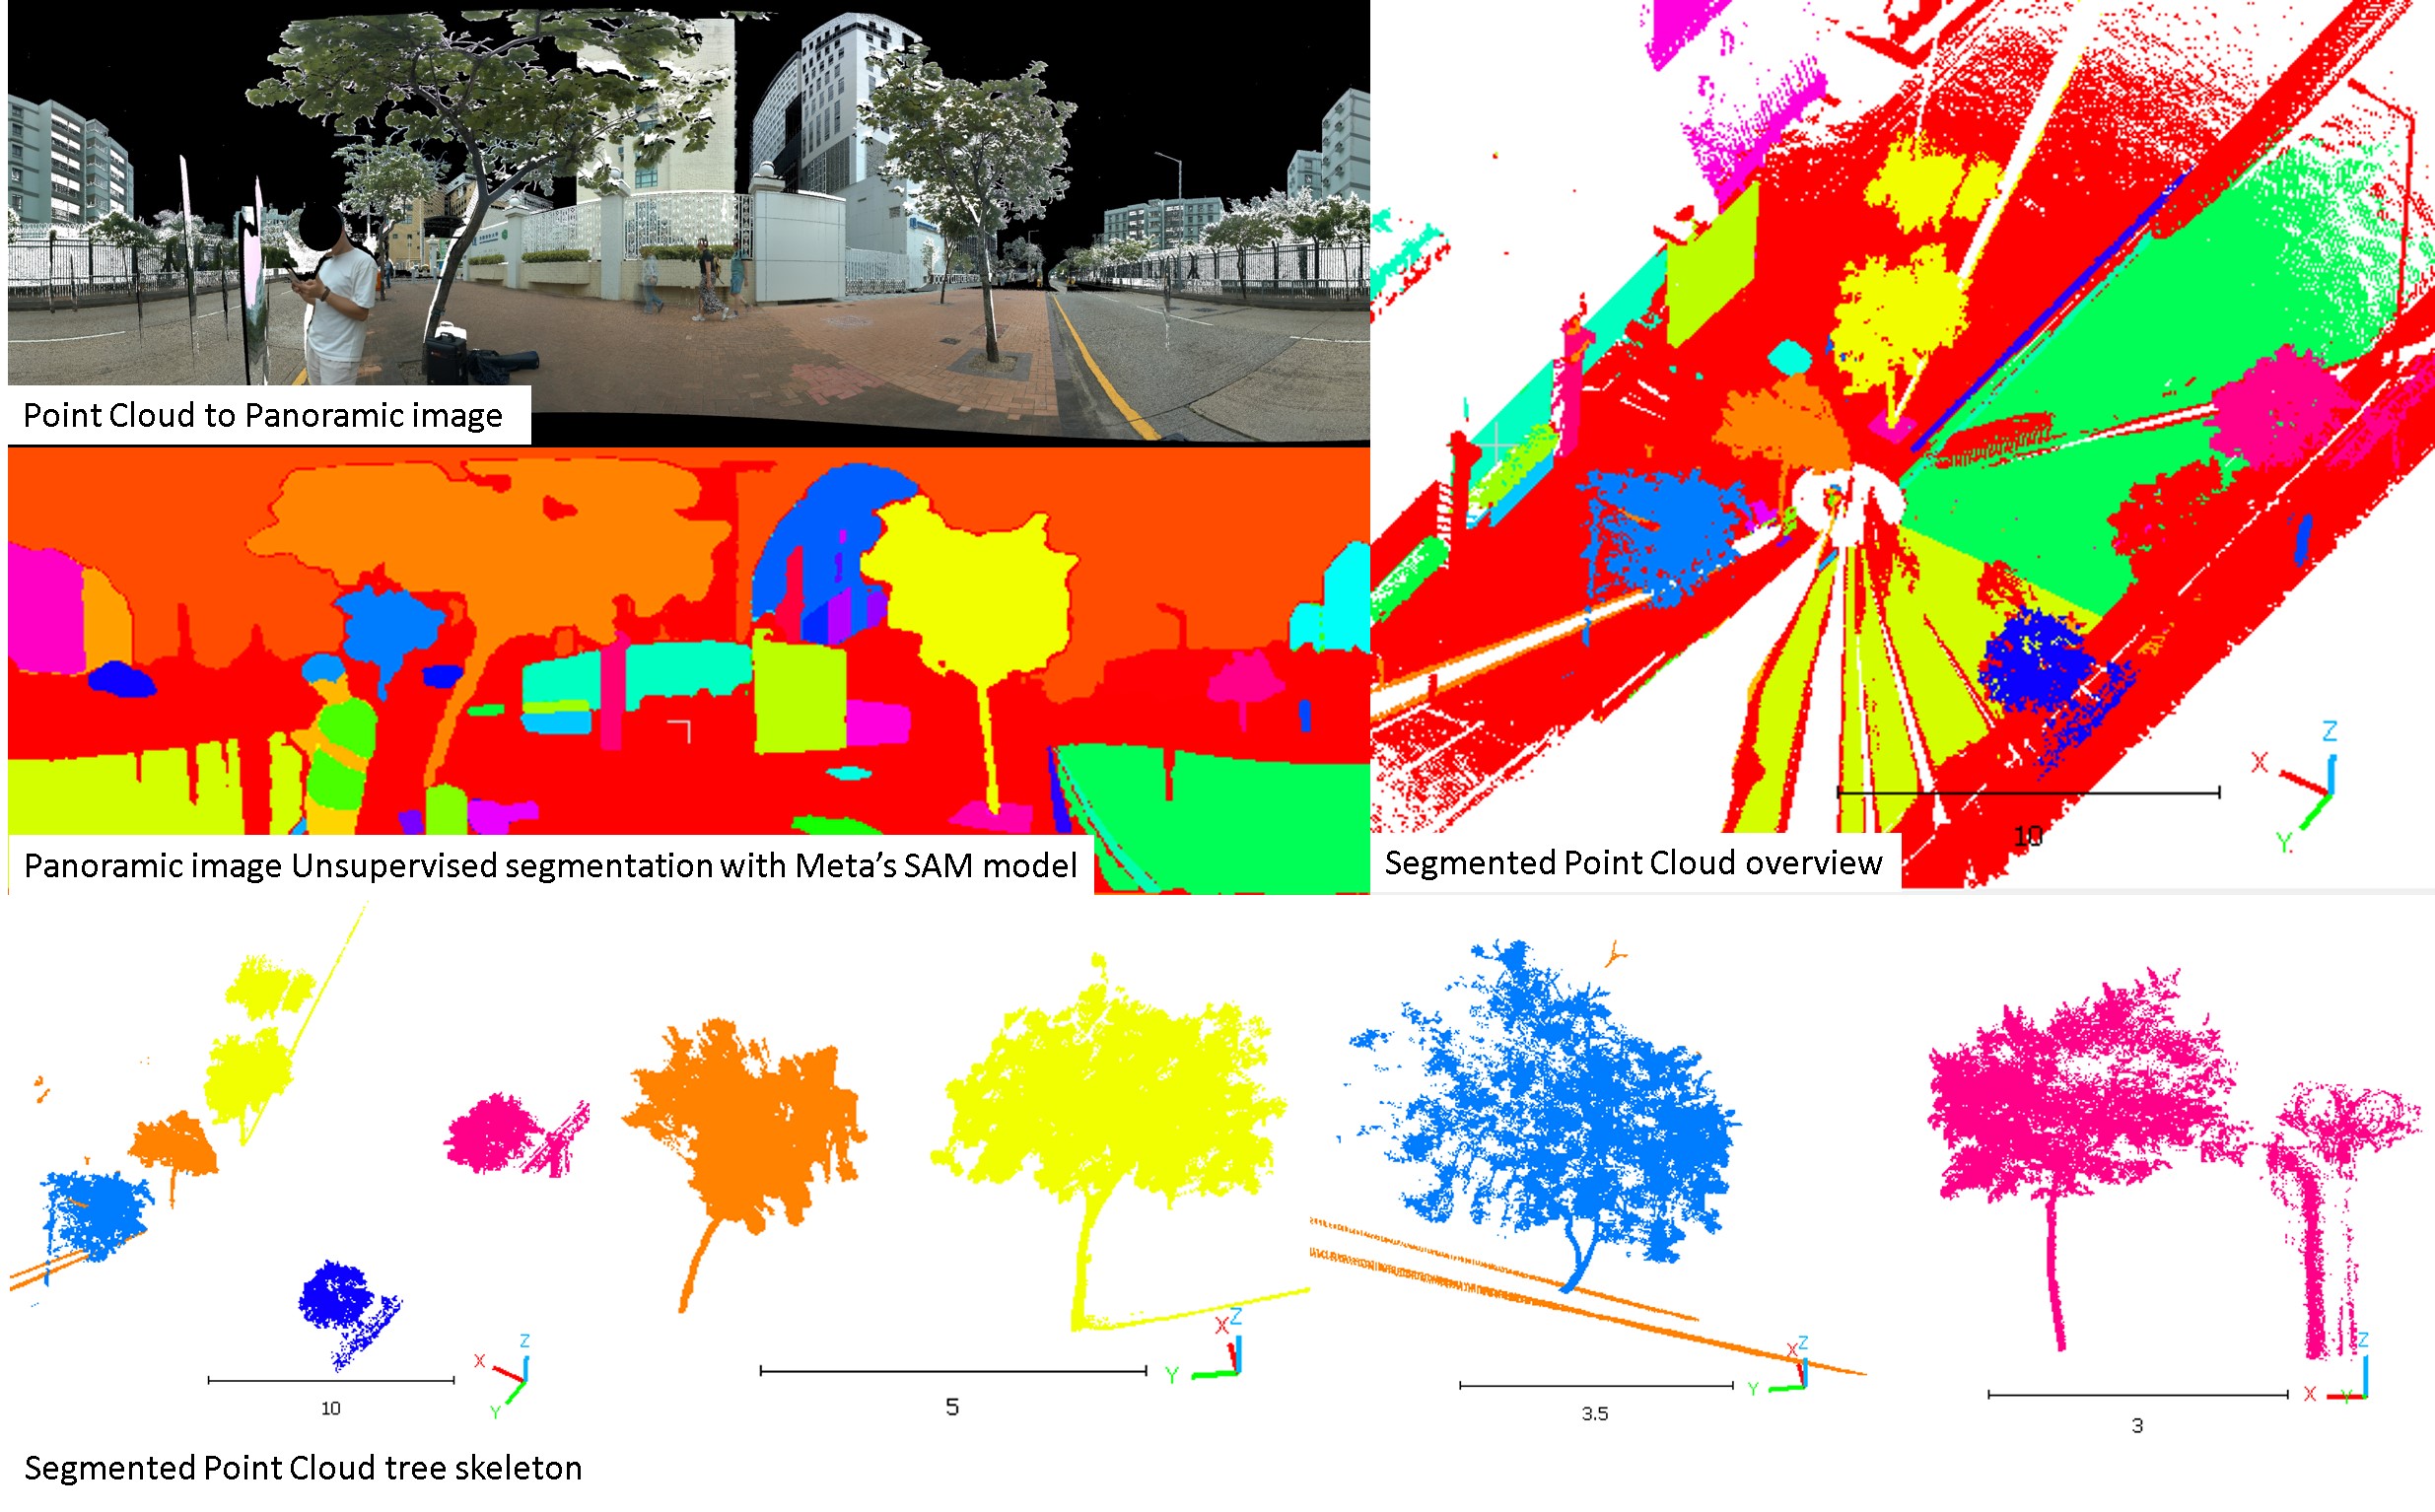 Point Cloud to Panoramic image
Panoramic image Unsupervised segmentation with Meta's SAM model
X
Z
Y
10
Segmented Point Cloud overview
X
Z
Y
10
X
Z
Y
5
X
Z
Y
3.5
Z
X
Y
3
Segmented Point Cloud tree skeleton